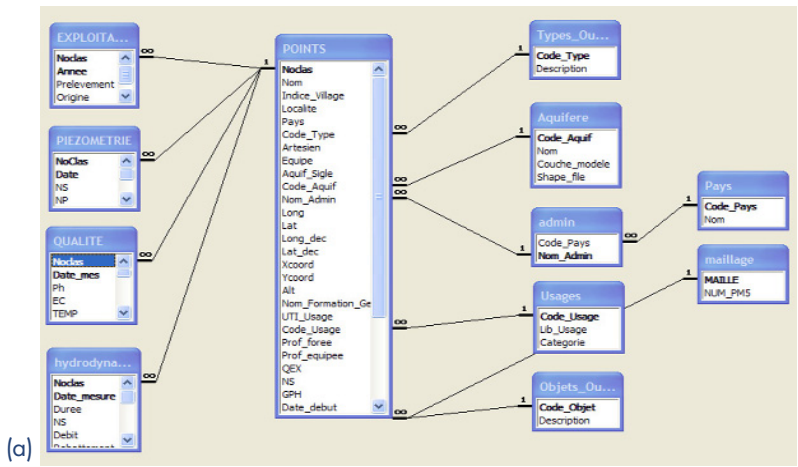 EXPLOITA...
Noclas
Annee
Prelevement
Origine
PIEZOMETRIE
NoClas
Date
NS
NP
QUALITE
Noclas
Date_mes
Ph
EC
TEMP
hydrodyna...
Noclas
Date_mesure
Duree
NS
Debit
POINTS
Noclas
Nom
Indice_Village
Localite
Pays
Code_Type
Artesien
Equipe
Aquif_Sigle
Code_Aquif
Nom_Admin
Long
Lat
Long_dec
Lat_dec
Xcoord
Ycoord
Alt
Nom_Formation_Ge
UTI_Usage
Code_Usage
Prof_foree
Prof_equipee
QEX
NS
GPH
Date_debut
Types_Ou...
Code_Type
Description
Aquifere
Code_Aquif
Nom
Couche_modele
Shape_file
admin
Code_Pays
Nom_Admin
Pays
Code_Pays
Nom
maillage
MAILLE
NUM_PM5
Usages
Code_Usage
Lib_Usage
Categorie
Objets_Ou...
Code_Objet
Description
1
∞
∞
∞
∞
1
∞
1
∞
∞
1
∞
1
1
1
∞
1
∞
(a)